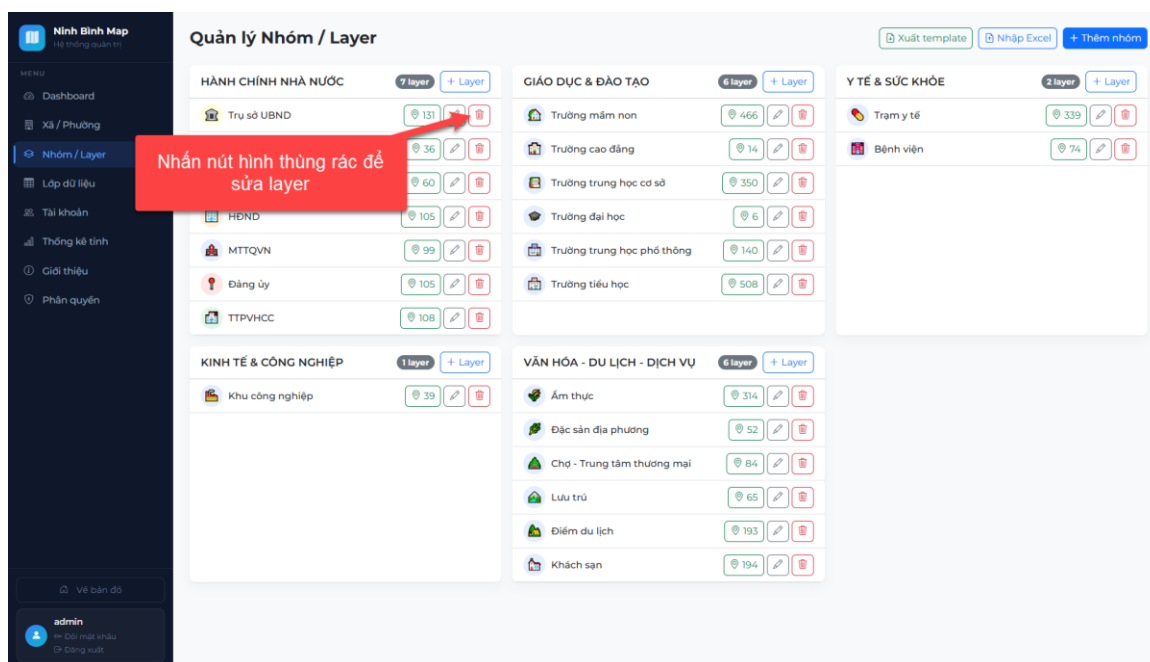 Ninh Bình Map
Hệ thống quản trị
MENU
Dashboard
Xã / Phường
Nhóm / Layer
Lớp dữ liệu
Tài khoản
Thống kê tỉnh
Giới thiệu
Phân quyền
Về bản đồ
admin
Đổi mật khẩu
Đăng xuất
Quản lý Nhóm / Layer
Xuất template
Nhập Excel
+ Thêm nhóm
HÀNH CHÍNH NHÀ NƯỚC 7 layer + Layer
Trụ sở UBND 131
36
60
HĐND 105
MTTQVN 99
Đảng ủy 105
TTPVHCC 108
Nhấn nút hình thùng rác để
sửa layer
GIÁO DỤC & ĐÀO TẠO 6 layer + Layer
Trường mầm non 466
Trường cao đẳng 14
Trường trung học cơ sở 350
Trường đại học 6
Trường trung học phổ thông 140
Trường tiểu học 508
Y TẾ & SỨC KHỎE 2 layer + Layer
Trạm y tế 339
Bệnh viện 74
KINH TẾ & CÔNG NGHIỆP 1 layer + Layer
Khu công nghiệp 39
VĂN HÓA - DU LỊCH - DỊCH VỤ 6 layer + Layer
Ẩm thực 314
Đặc sản địa phương 52
Chợ - Trung tâm thương mại 84
Lưu trú 65
Điểm du lịch 193
Khách sạn 194